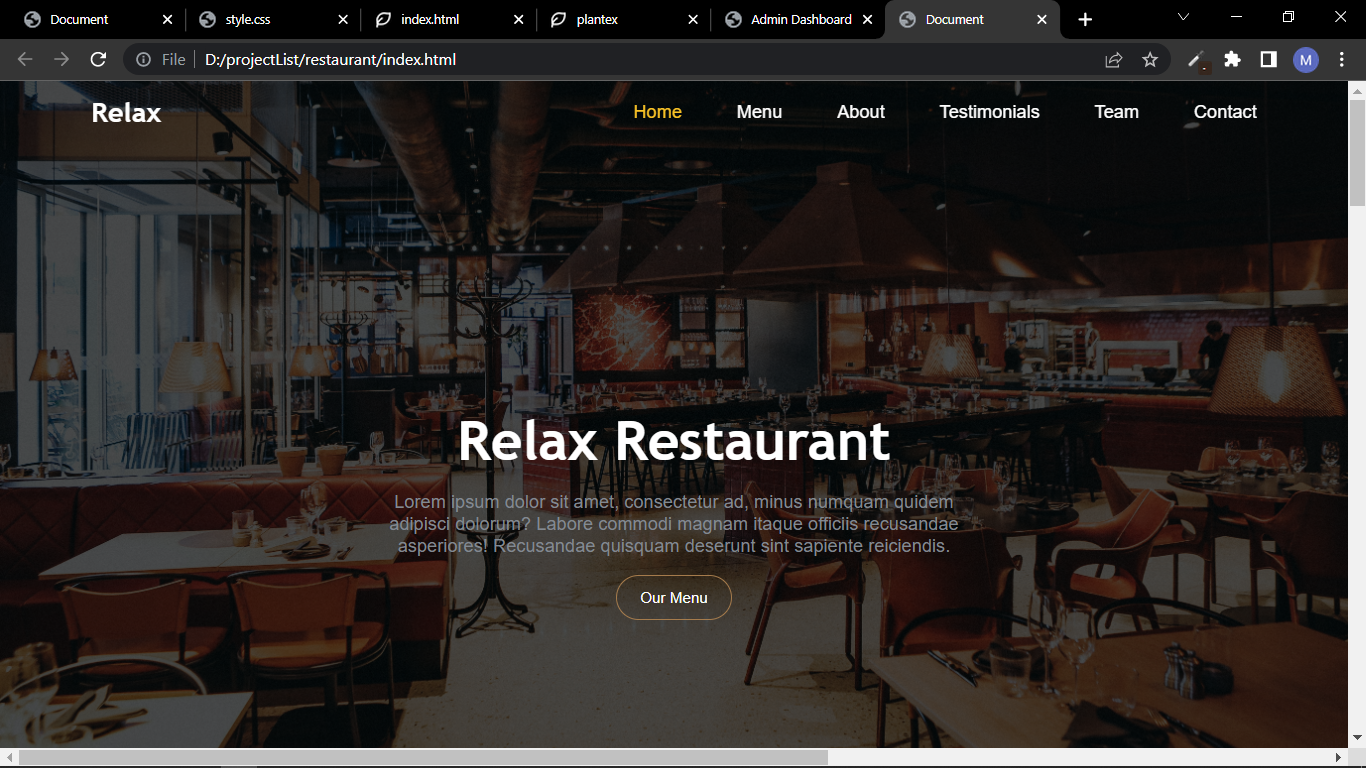 Document
style.css
index.html
plantex
Admin Dashboard
Document
File
D:/projectList/restaurant/index.html
M
Relax
Home Menu About Testimonials Team Contact
Relax Restaurant
Lorem ipsum dolor sit amet, consectetur ad, minus numquam quidem
adipisci dolorum? Labore commodi magnam itaque officiis recusandae
asperiores! Recusandae quisquam deserunt sint sapiente reiciendis.
Our Menu